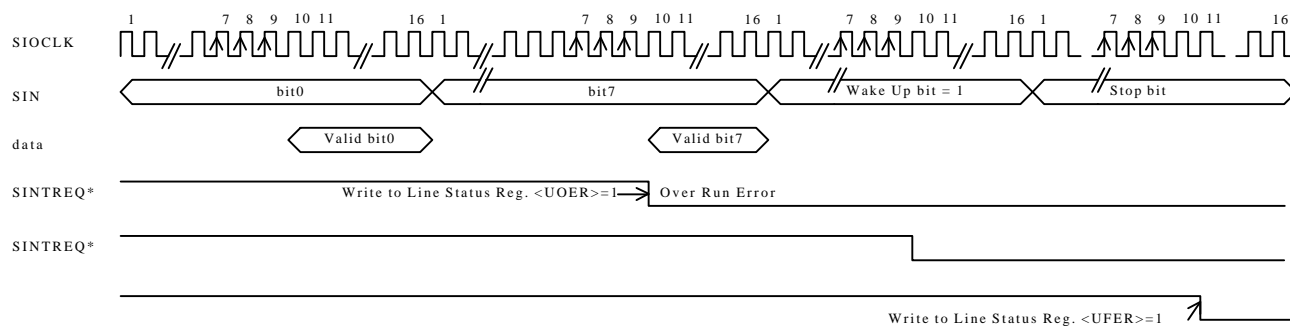 1 7 8 9 10 11 16 1 7 8 9 10 11 16 1 7 8 9 10 11 16 1 7 8 9 10 11 16
SIOCLK
SIN bit0 bit7 Wake Up bit = 1 Stop bit
data Valid bit0 Valid bit7
SINTREQ* Write to Line Status Reg. <UOER>=1 Over Run Error
SINTREQ*
Write to Line Status Reg. <UFER>=1